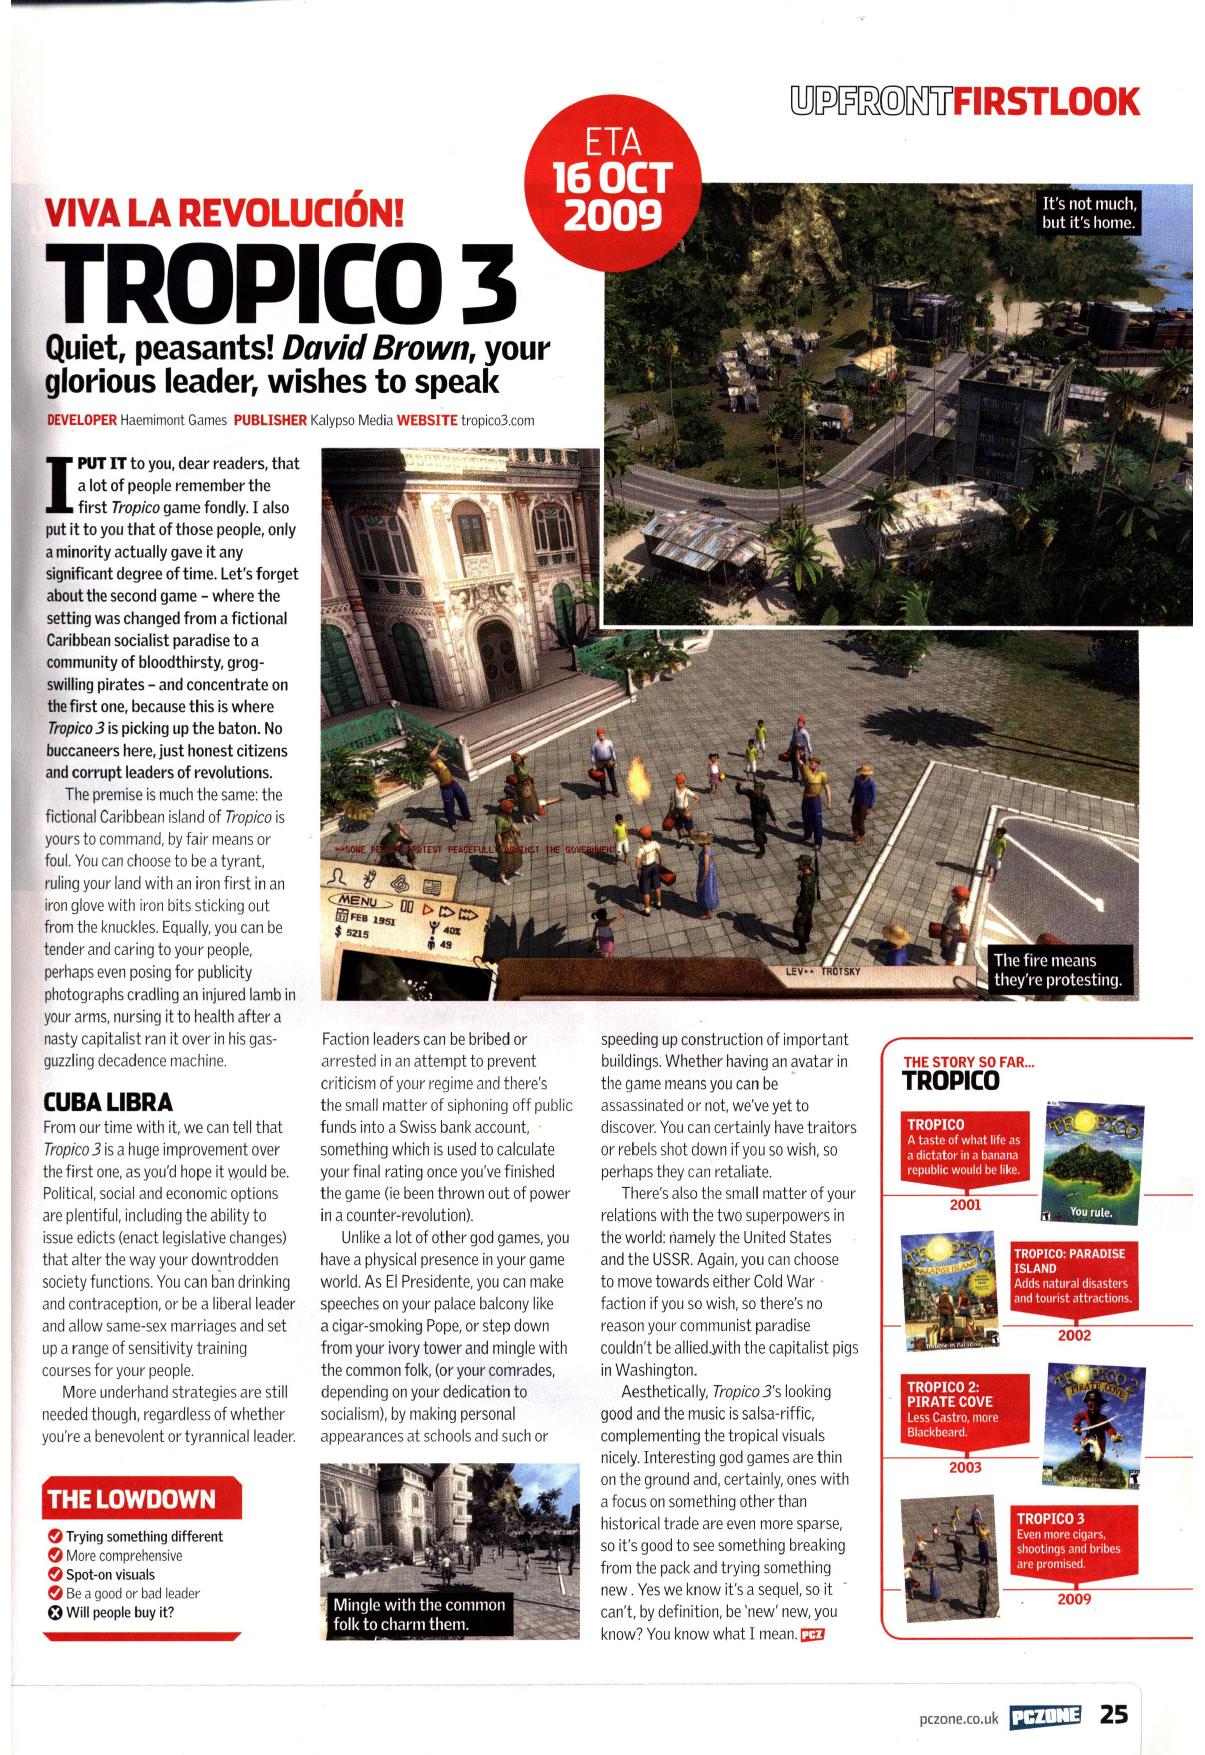 UPFRONTFIRSTLOOK
ETA
16 OCT
2009
VIVA LA REVOLUCIÓN!
TROPICO 3
Quiet, peasants! David Brown, your
glorious leader, wishes to speak
DEVELOPER Haemimont Games PUBLISHER Kalypso Media WEBSITE tropico3.com
It's not much,
but it's home.
I PUT IT to you, dear readers, that
a lot of people remember the
first Tropico game fondly. I also
put it to you that of those people, only
a minority actually gave it any
significant degree of time. Let's forget
about the second game – where the
setting was changed from a fictional
Caribbean socialist paradise to a
community of bloodthirsty, grog-
swilling pirates – and concentrate on
the first one, because this is where
Tropico 3 is picking up the baton. No
buccaneers here, just honest citizens
and corrupt leaders of revolutions.
The premise is much the same: the
fictional Caribbean island of Tropico is
yours to command, by fair means or
foul. You can choose to be a tyrant,
ruling your land with an iron first in an
iron glove with iron bits sticking out
from the knuckles. Equally, you can be
tender and caring to your people,
perhaps even posing for publicity
photographs cradling an injured lamb in
your arms, nursing it to health after a
nasty capitalist ran it over in his gas-
guzzling decadence machine.
CUBA LIBRA
From our time with it, we can tell that
Tropico 3 is a huge improvement over
the first one, as you'd hope it would be.
Political, social and economic options
are plentiful, including the ability to
issue edicts (enact legislative changes)
that alter the way your downtrodden
society functions. You can ban drinking
and contraception, or be a liberal leader
and allow same-sex marriages and set
up a range of sensitivity training
courses for your people.
More underhand strategies are still
needed though, regardless of whether
you're a benevolent or tyrannical leader.
THE LOWDOWN
Trying something different
More comprehensive
Spot-on visuals
Be a good or bad leader
Will people buy it?
**SOME PEOPLE PROTEST PEACEFULLY AGAINST THE GOVERNMENT
MENU
FEB 1951
$ 5215
40%
49
LEV** TROTSKY
The fire means
they're protesting.
Faction leaders can be bribed or
arrested in an attempt to prevent
criticism of your regime and there's
the small matter of siphoning off public
funds into a Swiss bank account,
something which is used to calculate
your final rating once you've finished
the game (ie been thrown out of power
in a counter-revolution).
Unlike a lot of other god games, you
have a physical presence in your game
world. As El Presidente, you can make
speeches on your palace balcony like
a cigar-smoking Pope, or step down
from your ivory tower and mingle with
the common folk, (or your comrades,
depending on your dedication to
socialism), by making personal
appearances at schools and such or
Mingle with the common
folk to charm them.
speeding up construction of important
buildings. Whether having an avatar in
the game means you can be
assassinated or not, we've yet to
discover. You can certainly have traitors
or rebels shot down if you so wish, so
perhaps they can retaliate.
There's also the small matter of your
relations with the two superpowers in
the world: namely the United States
and the USSR. Again, you can choose
to move towards either Cold War
faction if you so wish, so there's no
reason your communist paradise
couldn't be allied with the capitalist pigs
in Washington.
Aesthetically, Tropico 3's looking
good and the music is salsa-riffic,
complementing the tropical visuals
nicely. Interesting god games are thin
on the ground and, certainly, ones with
a focus on something other than
historical trade are even more sparse,
so it's good to see something breaking
from the pack and trying something
new . Yes we know it's a sequel, so it
can't, by definition, be 'new' new, you
know? You know what I mean. PCZ
THE STORY SO FAR...
TROPICO
TROPICO
A taste of what life as
a dictator in a banana
republic would be like.
2001
TROPICO
You rule.
TROPICO
PARADISE ISLAND
Trouble in Paradise
TROPICO: PARADISE
ISLAND
Adds natural disasters
and tourist attractions.
2002
TROPICO 2:
PIRATE COVE
Less Castro, more
Blackbeard.
2003
TROPICO 2
PIRATE COVE
TROPICO 3
Even more cigars,
shootings and bribes
are promised.
2009
pczone.co.uk PCZONE 25